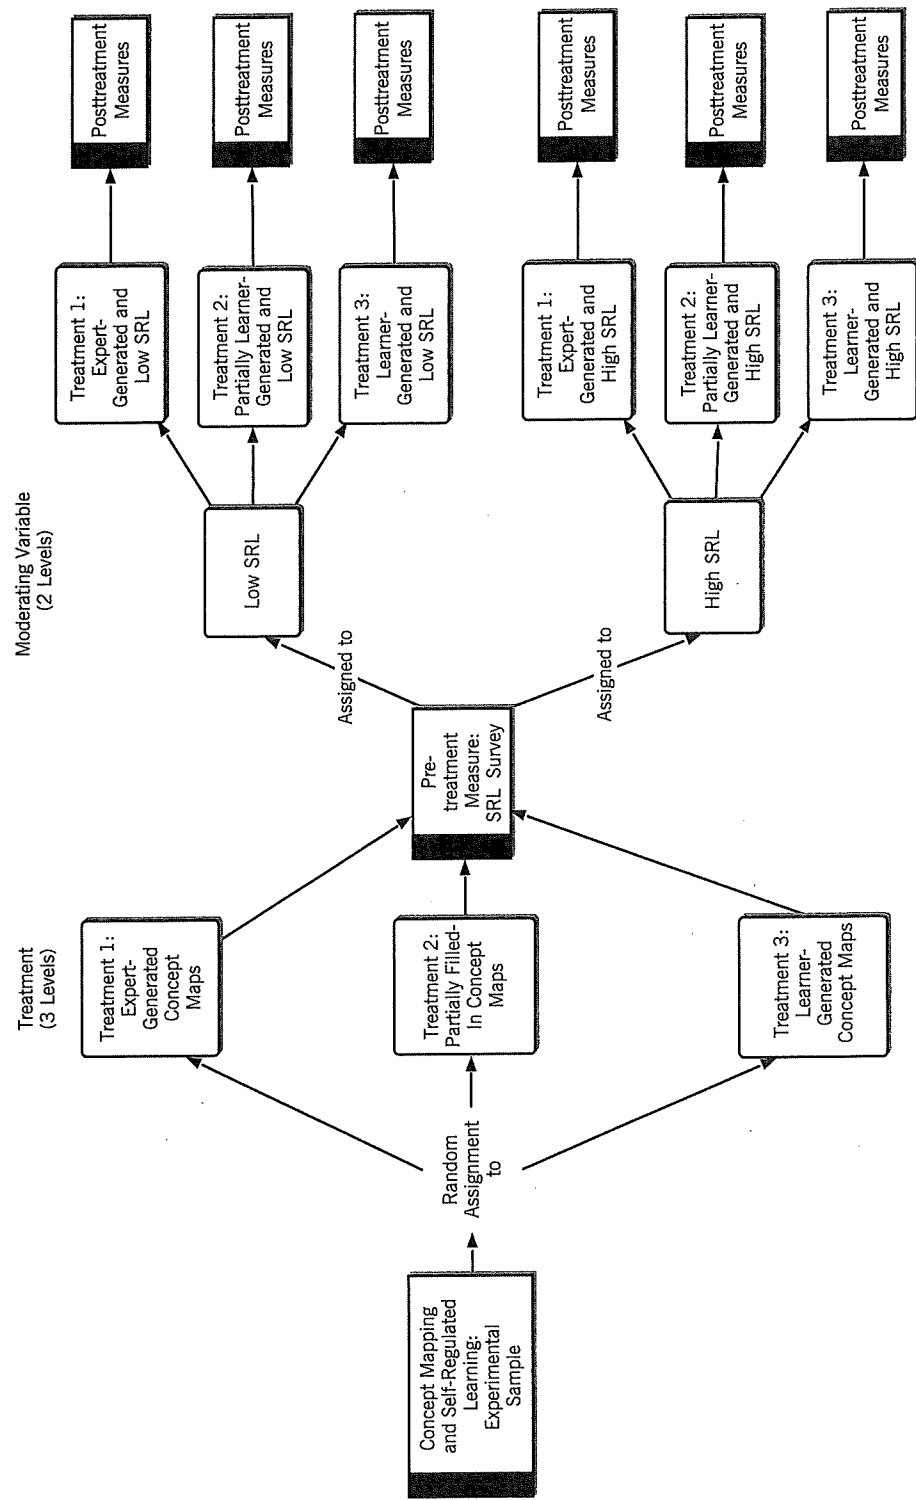 Treatment
(3 Levels)
Moderating Variable
(2 Levels)
Concept Mapping
and Self-Regulated
Learning:
Experimental
Sample
Random
Assignment
to
Treatment 1:
Expert-
Generated
Concept
Maps
Treatment 2:
Partially Filled-
In Concept
Maps
Treatment 3:
Learner-
Generated
Concept Maps
Pre-
treatment
Measure:
SRL Survey
Assigned to
Assigned to
Low SRL
High SRL
Treatment 1:
Expert-
Generated and
Low SRL
Treatment 2:
Partially Learner-
Generated and
Low SRL
Treatment 3:
Learner-
Generated and
Low SRL
Treatment 1:
Expert-
Generated and
High SRL
Treatment 2:
Partially Learner-
Generated and
High SRL
Treatment 3:
Learner-
Generated and
High SRL
Posttreatment
Measures
Posttreatment
Measures
Posttreatment
Measures
Posttreatment
Measures
Posttreatment
Measures
Posttreatment
Measures